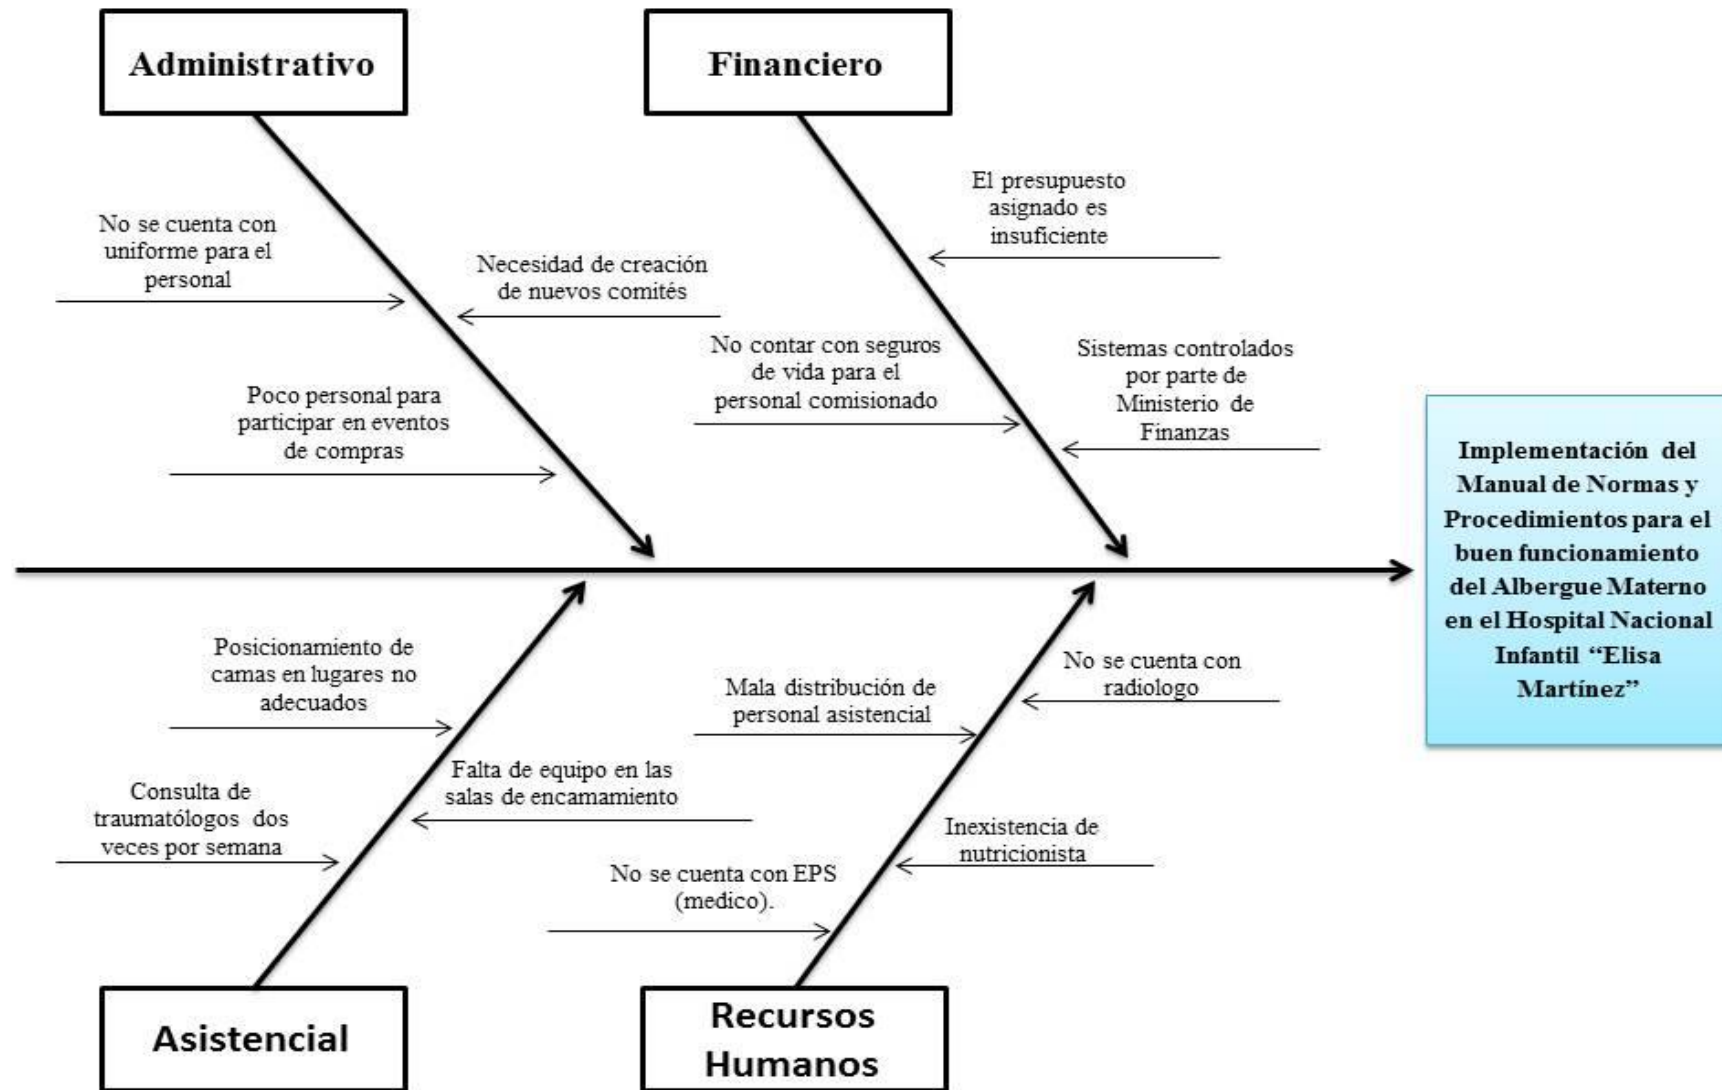 Administrativo
Financiero
No se cuenta con
uniforme para el
personal
Necesidad de creación
de nuevos comités
Poco personal para
participar en eventos
de compras
El presupuesto
asignado es
insuficiente
No contar con seguros
de vida para el
personal comisionado
Sistemas controlados
por parte de
Ministerio de
Finanzas
Implementación del
Manual de Normas y
Procedimientos para el
buen funcionamiento
del Albergue Materno
en el Hospital Nacional
Infantil “Elisa
Martínez”
Posicionamiento de
camas en lugares no
adecuados
Consulta de
traumatólogos dos
veces por semana
Falta de equipo en las
salas de encamamiento
Mala distribución de
personal asistencial
No se cuenta con
radiologo
No se cuenta con EPS
(medico).
Inexistencia de
nutricionista
Asistencial
Recursos
Humanos